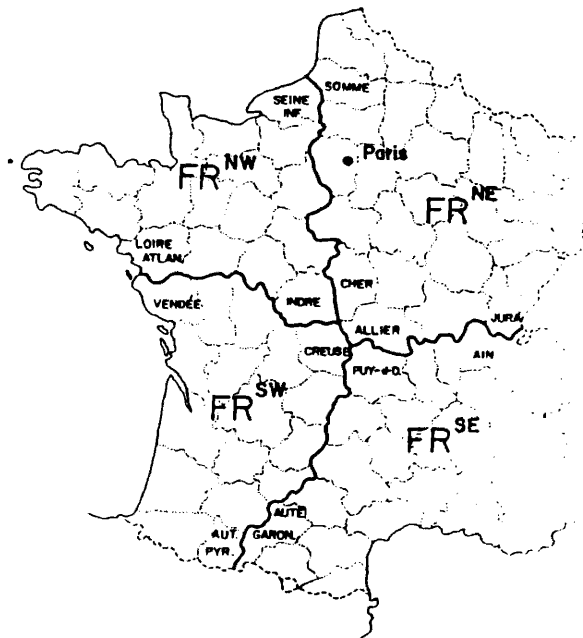 SOMME
SEINE
INF.
Paris
FR NW
FR NE
LOIRE
ATLAN.
CHER
VENDÉE
INDRE
JURA
ALLIER
CREUSE
AIN
PUY-d-D.
FR SW
FR SE
AUTE
GARON.
AUT.
PYR.